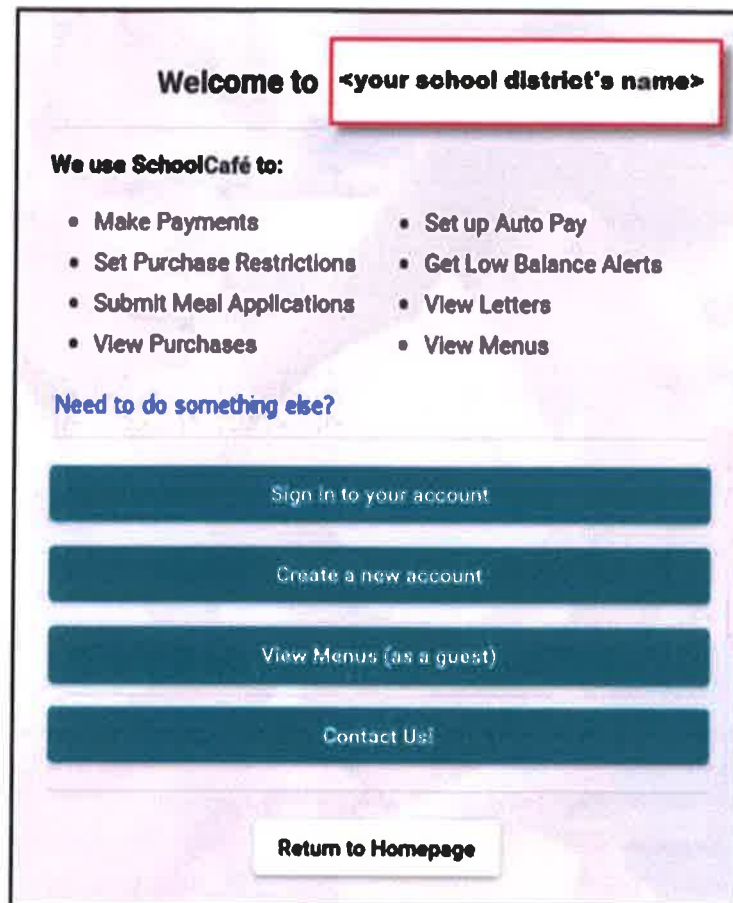 Welcome to <your school district's name>
We use SchoolCafé to:
• Make Payments
• Set Purchase Restrictions
• Submit Meal Applications
• View Purchases
• Set up Auto Pay
• Get Low Balance Alerts
• View Letters
• View Menus
Need to do something else?
Sign in to your account
Create a new account
View Menus (as a guest)
Contact Us!
Return to Homepage